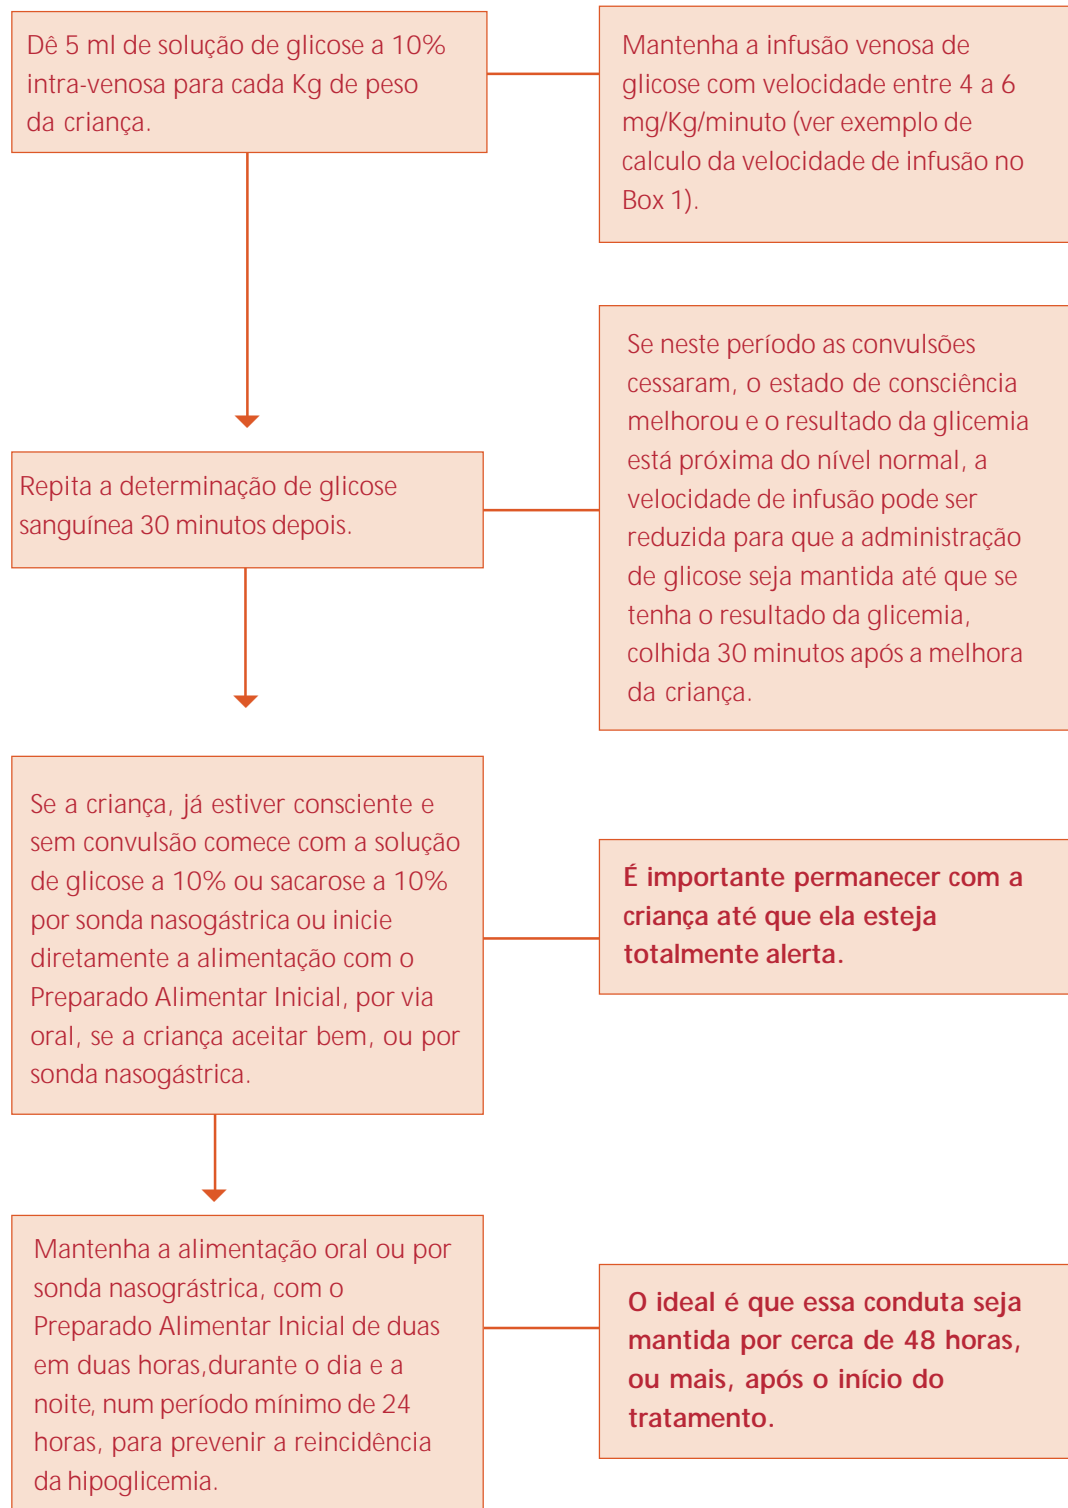 Dê 5 ml de solução de glicose a 10%
intra-venosa para cada Kg de peso
da criança.
Mantenha a infusão venosa de
glicose com velocidade entre 4 a 6
mg/Kg/minuto (ver exemplo de
calculo da velocidade de infusão no
Box 1).
Repita a determinação de glicose
sanguínea 30 minutos depois.
Se neste período as convulsões
cessaram, o estado de consciência
melhorou e o resultado da glicemia
está próxima do nível normal, a
velocidade de infusão pode ser
reduzida para que a administração
de glicose seja mantida até que se
tenha o resultado da glicemia,
colhida 30 minutos após a melhora
da criança.
Se a criança, já estiver consciente e
sem convulsão comece com a solução
de glicose a 10% ou sacarose a 10%
por sonda nasogástrica ou inicie
diretamente a alimentação com o
Preparado Alimentar Inicial, por via
oral, se a criança aceitar bem, ou por
sonda nasogástrica.
É importante permanecer com a
criança até que ela esteja
totalmente alerta.
Mantenha a alimentação oral ou por
sonda nasográstrica, com o
Preparado Alimentar Inicial de duas
em duas horas,durante o dia e a
noite, num período mínimo de 24
horas, para prevenir a reincidência
da hipoglicemia.
O ideal é que essa conduta seja
mantida por cerca de 48 horas,
ou mais, após o início do
tratamento.